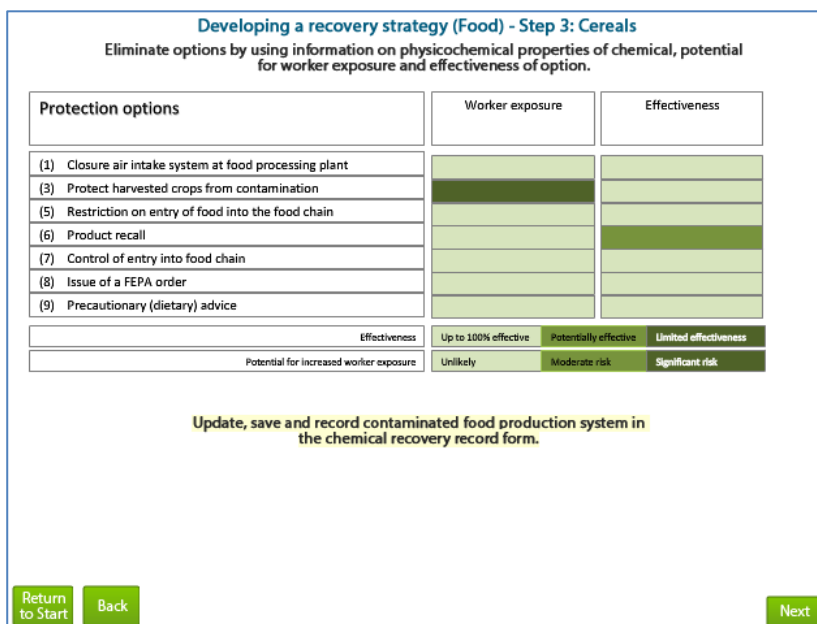 Developing a recovery strategy (Food) - Step 3: Cereals
Eliminate options by using information on physicochemical properties of chemical, potential
for worker exposure and effectiveness of option.
Protection options
Worker exposure
Effectiveness
(1) Closure air intake system at food processing plant
(3) Protect harvested crops from contamination
(5) Restriction on entry of food into the food chain
(6) Product recall
(7) Control of entry into food chain
(8) Issue of a FEPA order
(9) Precautionary (dietary) advice
Effectiveness Up to 100% effective Potentially effective Limited effectiveness
Potential for increased worker exposure Unlikely Moderate risk Significant risk
Update, save and record contaminated food production system in
the chemical recovery record form.
Return
to Start
Back
Next